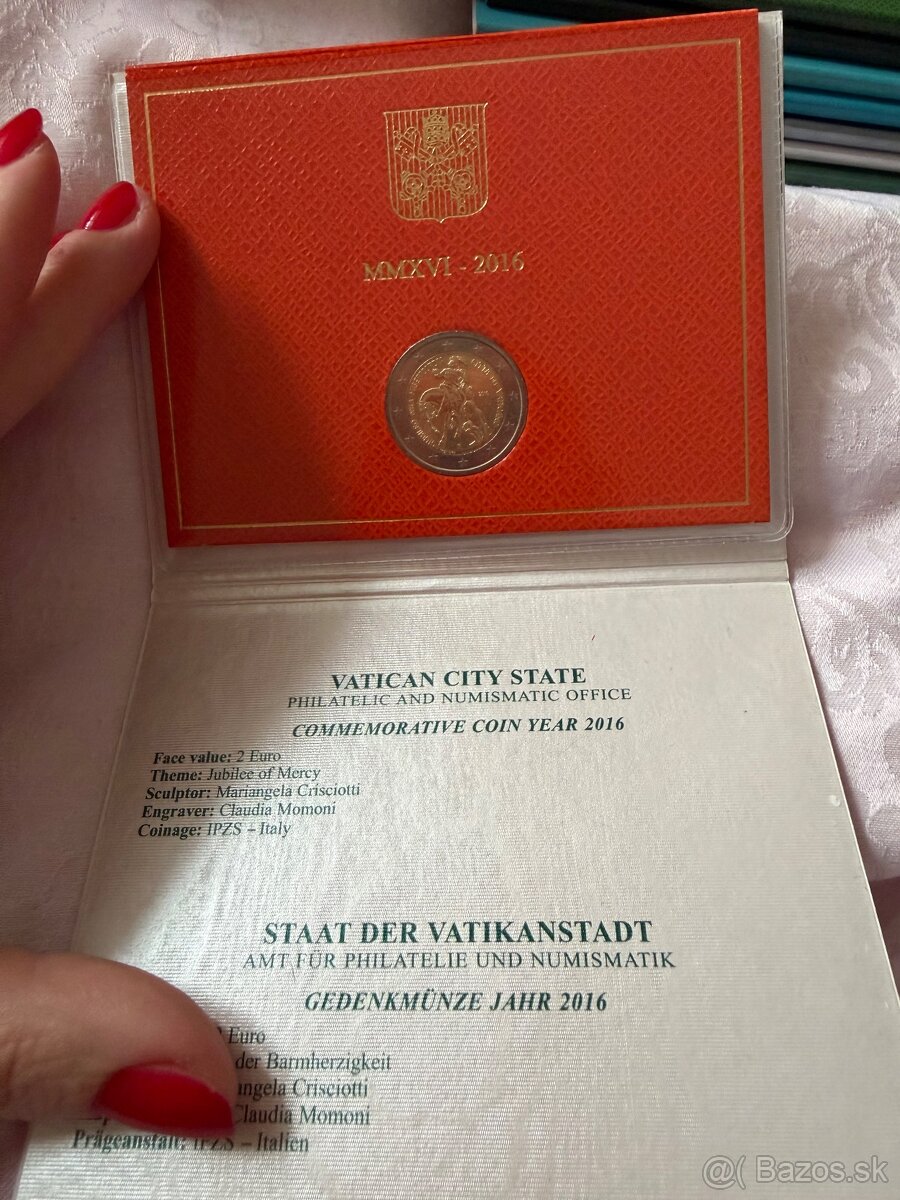 MMXVI - 2016
VATICAN CITY STATE
PHILATELIC AND NUMISMATIC OFFICE
COMMEMORATIVE COIN YEAR 2016
Face value: 2 Euro
Theme: Jubilee of Mercy
Sculptor: Mariangela Crisciotti
Engraver: Claudia Momoni
Coinage: IPZS – Italy
STAAT DER VATIKANSTADT
AMT FÜR PHILATELIE UND NUMISMATIK
GEDENKMÜNZE JAHR 2016
Euro
der Barmherzigkeit
angela Crisciotti
Claudia Momoni
Prägeanstalt: IPZS – Italien
@( Bazos.sk